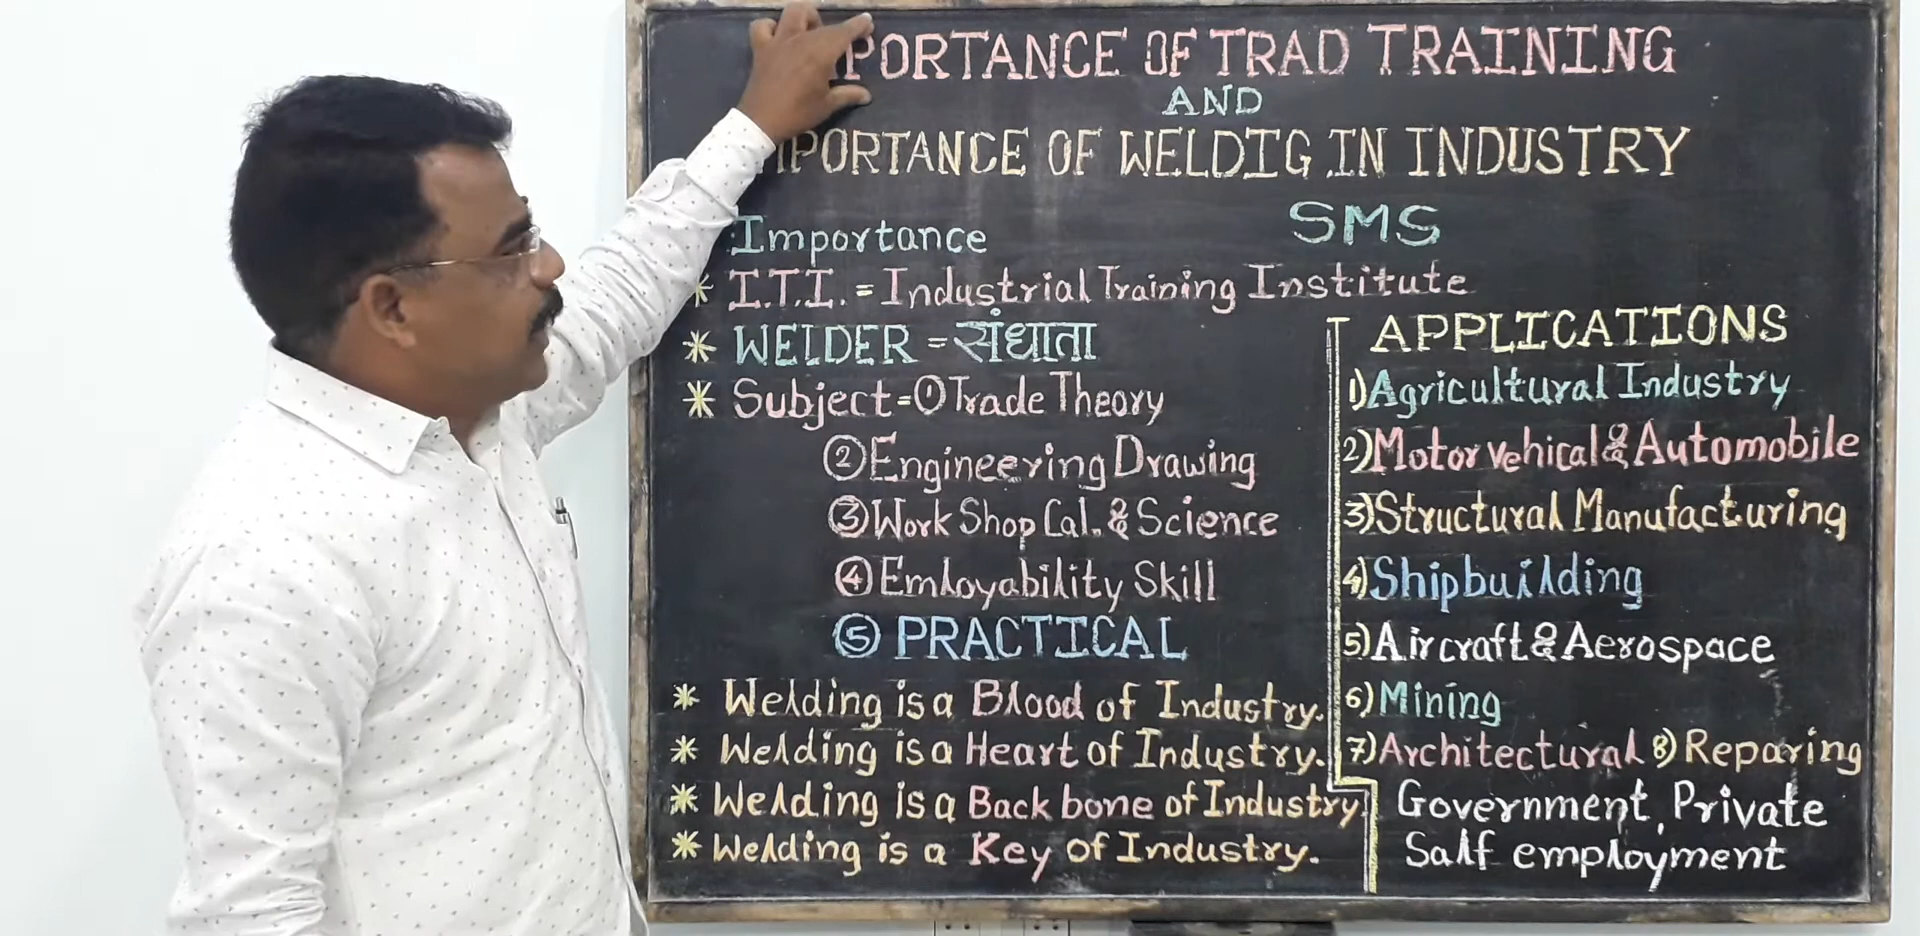 PORTANCE OF TRAD TRAINING
AND
MPORTANCE OF WELDIG IN INDUSTRY
Importance
SMS
* I.T.I. = Industrial Training Institute
* WELDER = संधाता
* Subject = ① Trade Theory
② Engineering Drawing
③ Work Shop Cal. & Science
④ Emloyability Skill
⑤ PRACTICAL
* Welding is a Blood of Industry.
* Welding is a Heart of Industry.
* Welding is a Back bone of Industry
* Welding is a Key of Industry.
APPLICATIONS
1) Agricultural Industry
2) Motor vehical & Automobile
3) Structural Manufacturing
4) Shipbuilding
5) Aircraft & Aerospace
6) Mining
7) Architectural 8) Reparing
Government, Private
Salf employment